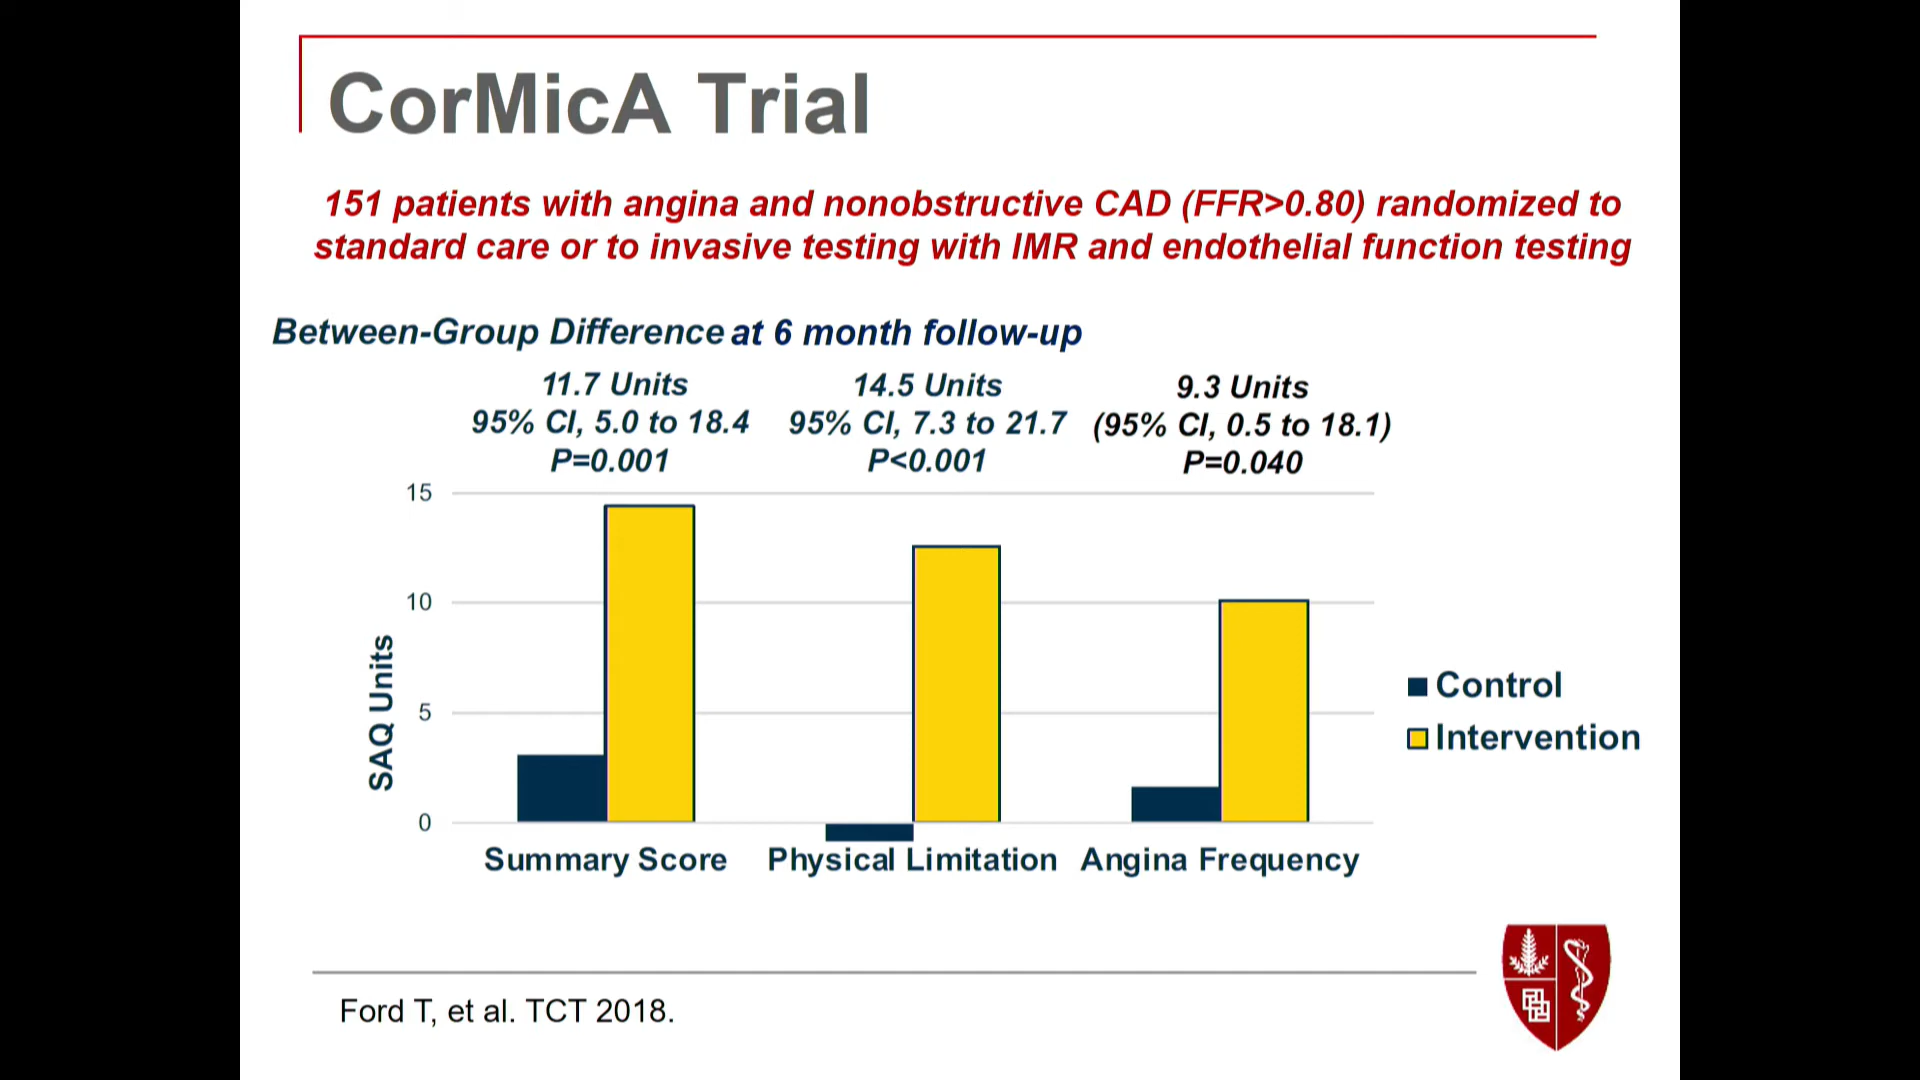 CorMicA Trial
151 patients with angina and nonobstructive CAD (FFR>0.80) randomized to
standard care or to invasive testing with IMR and endothelial function testing
Between-Group Difference at 6 month follow-up
11.7 Units
95% CI, 5.0 to 18.4
P=0.001
14.5 Units
95% CI, 7.3 to 21.7
P<0.001
9.3 Units
(95% CI, 0.5 to 18.1)
P=0.040
15
10
5
0
SAQ Units
Summary Score
Physical Limitation
Angina Frequency
Control
Intervention
Ford T, et al. TCT 2018.